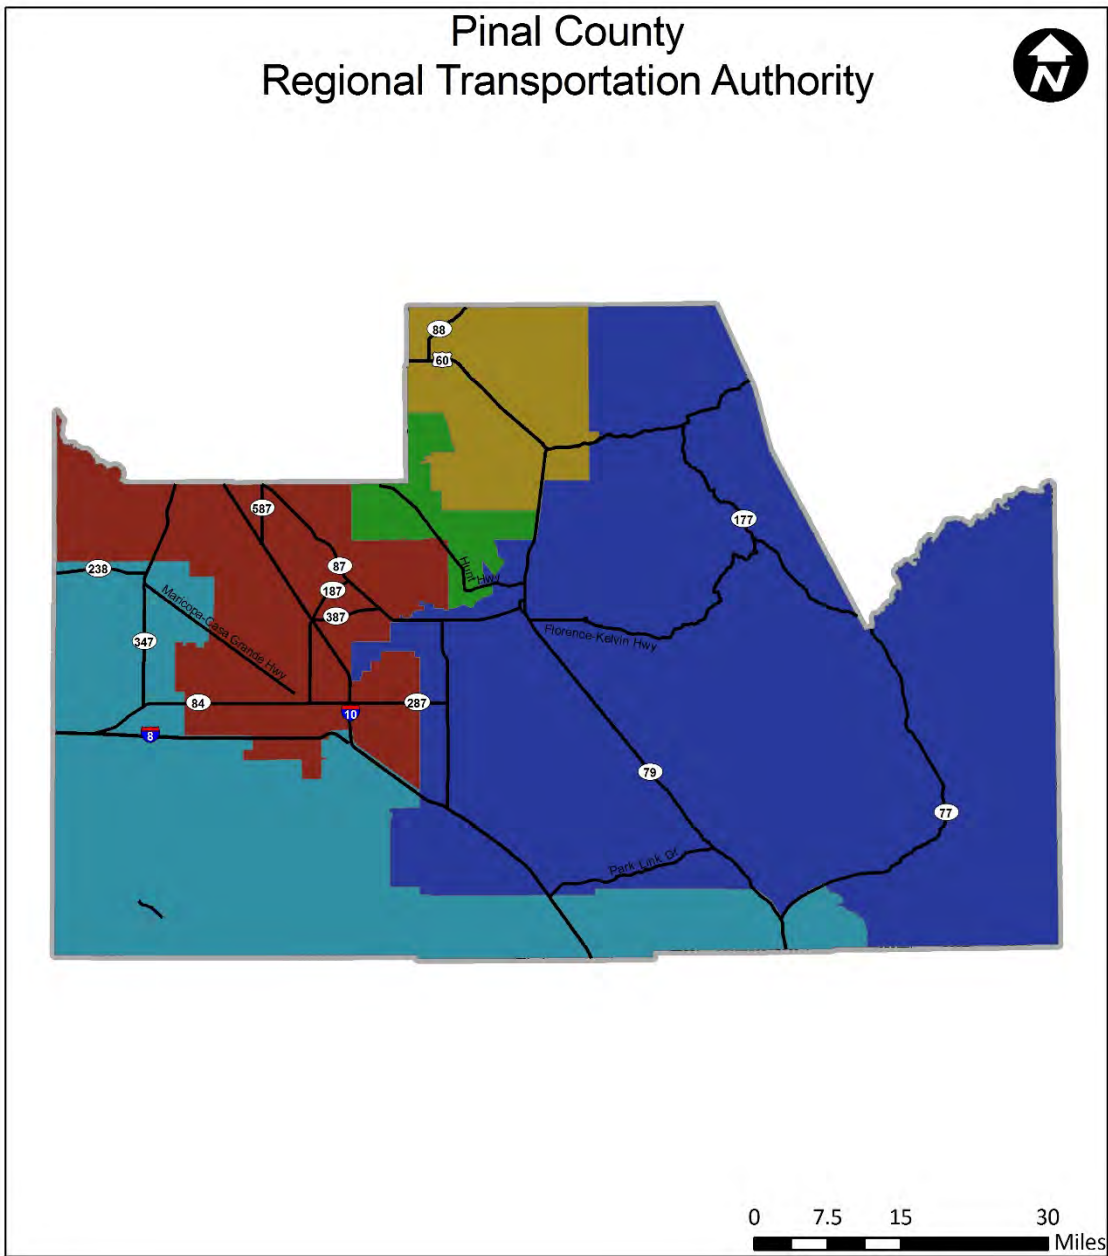 Pinal County
Regional Transportation Authority
N
88
60
587
87
177
238
187
Hunt Hwy
387
Maricopa-Casa Grande Hwy
Florence-Kelvin Hwy
347
84
287
10
8
79
77
Park Link Dr
0 7.5 15 30
Miles